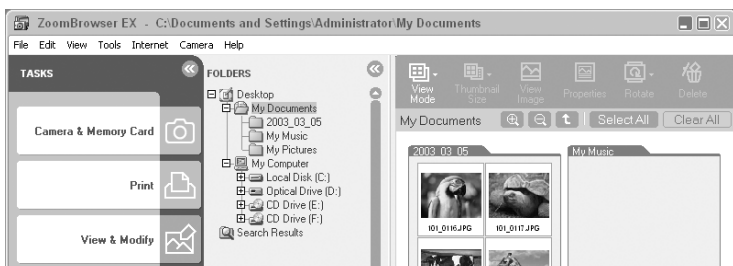 ZoomBrowser EX - C:\Documents and Settings\Administrator\My Documents
File Edit View Tools Internet Camera Help
TASKS
Camera & Memory Card
Print
View & Modify
FOLDERS
Desktop
My Documents
2003_03_05
My Music
My Pictures
My Computer
Local Disk (C:)
Optical Drive (D:)
CD Drive (E:)
CD Drive (F:)
Search Results
View Mode
Thumbnail Size
View Image
Properties
Rotate
Delete
My Documents
Select All
Clear All
2003_03_05
My Music
101_0116.JPG
101_0117.JPG